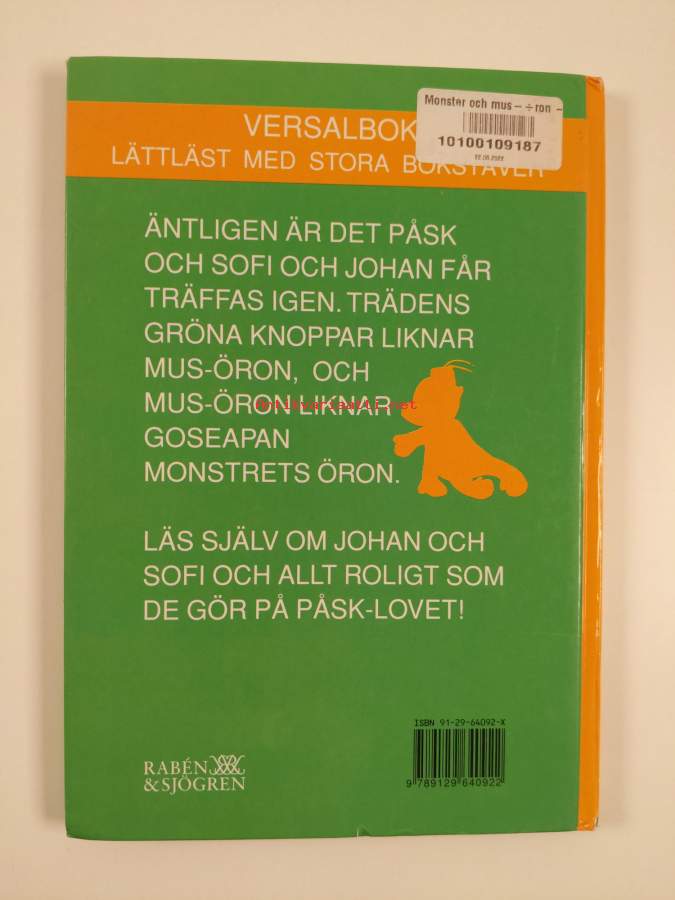 Monster och mus – ÷ron –
10100109187
VERSALBOK
LÄTTLÄST MED STORA BOKSTÄVER
ÄNTLIGEN ÄR DET PÅSK
OCH SOFI OCH JOHAN FÅR
TRÄFFAS IGEN. TRÄDENS
GRÖNA KNOPPAR LIKNAR
MUS-ÖRON, OCH
MUS-ÖRON LIKNAR
Antikvariaatti.net
GOSEAPAN
MONSTRETS ÖRON.
LÄS SJÄLV OM JOHAN OCH
SOFI OCH ALLT ROLIGT SOM
DE GÖR PÅ PÅSK-LOVET!
ISBN 91-29-64092-X
9 789129 640922
RABÉN
& SJÖGREN